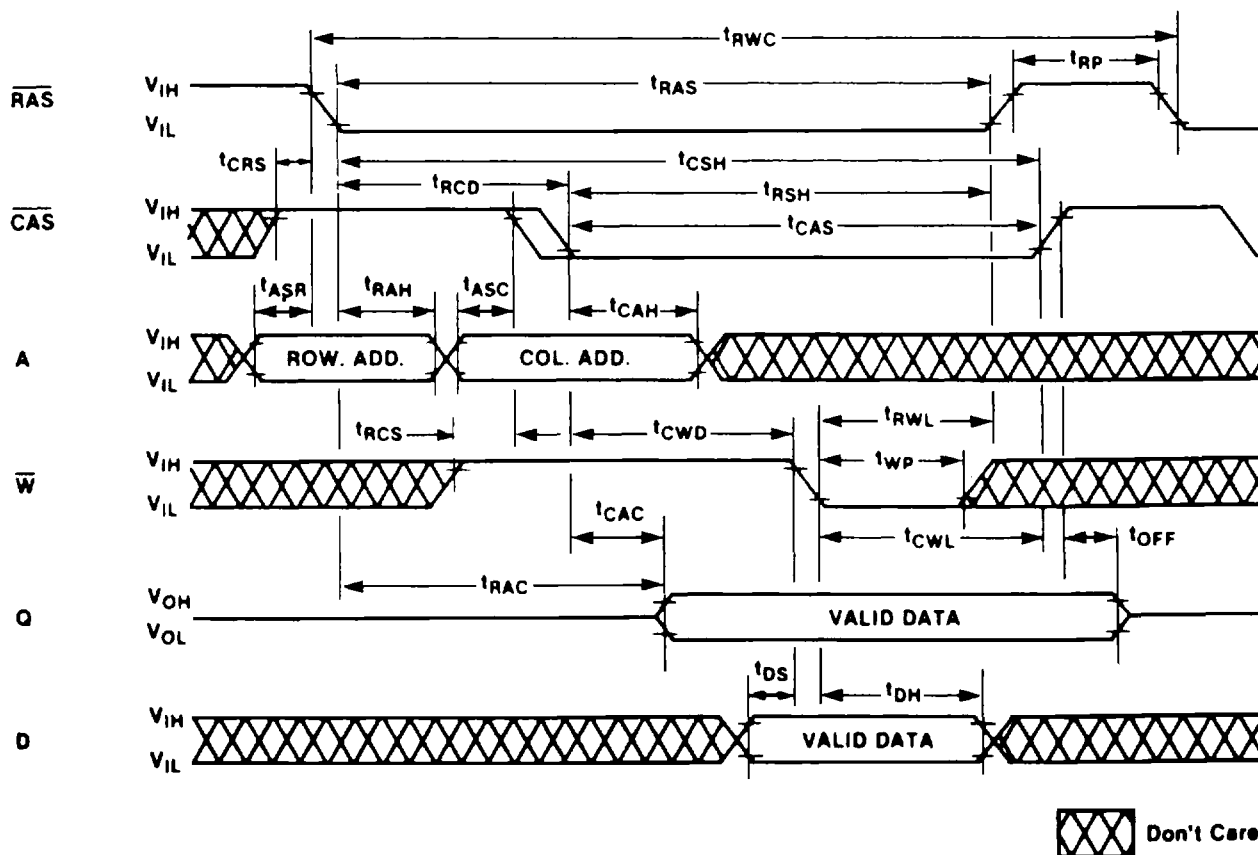 tRWC
tRP
RAS
VIH
VIL
tRAS
tCRS
tCSH
tRCD
tRSH
CAS
VIH
VIL
tCAS
tASR
tRAH
tASC
tCAH
A
VIH
VIL
ROW. ADD.
COL. ADD.
tRCS
tCWD
tRWL
W
VIH
VIL
tWP
tCAC
tCWL
tOFF
tRAC
Q
VOH
VOL
VALID DATA
tDS
tDH
D
VIH
VIL
VALID DATA
Don't Care